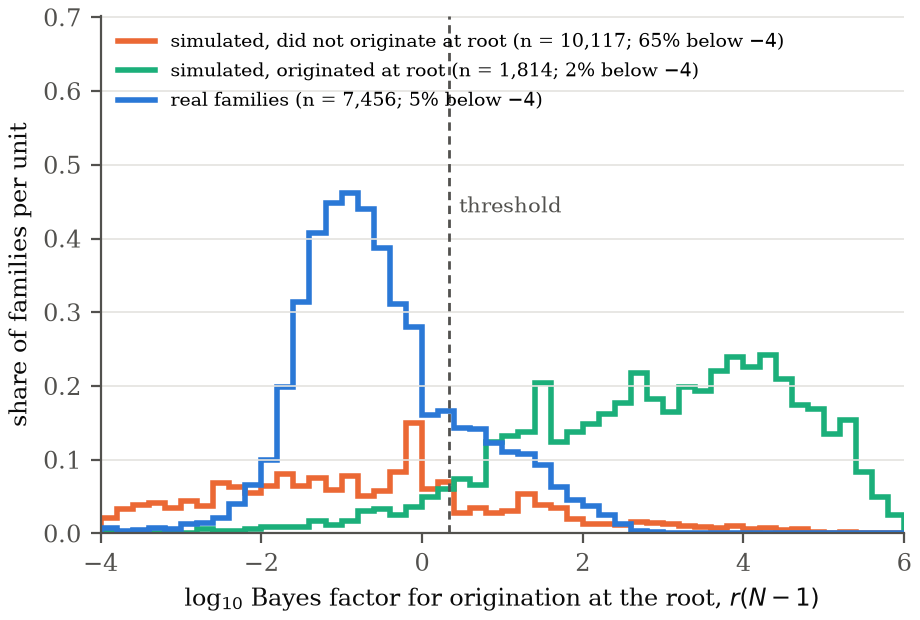 0.7
0.6
0.5
0.4
0.3
0.2
0.1
0.0
share of families per unit
simulated, did not originate at root (n = 10,117; 65% below −4)
simulated, originated at root (n = 1,814; 2% below −4)
real families (n = 7,456; 5% below −4)
threshold
−4 −2 0 2 4 6
log₁₀ Bayes factor for origination at the root, r(N − 1)